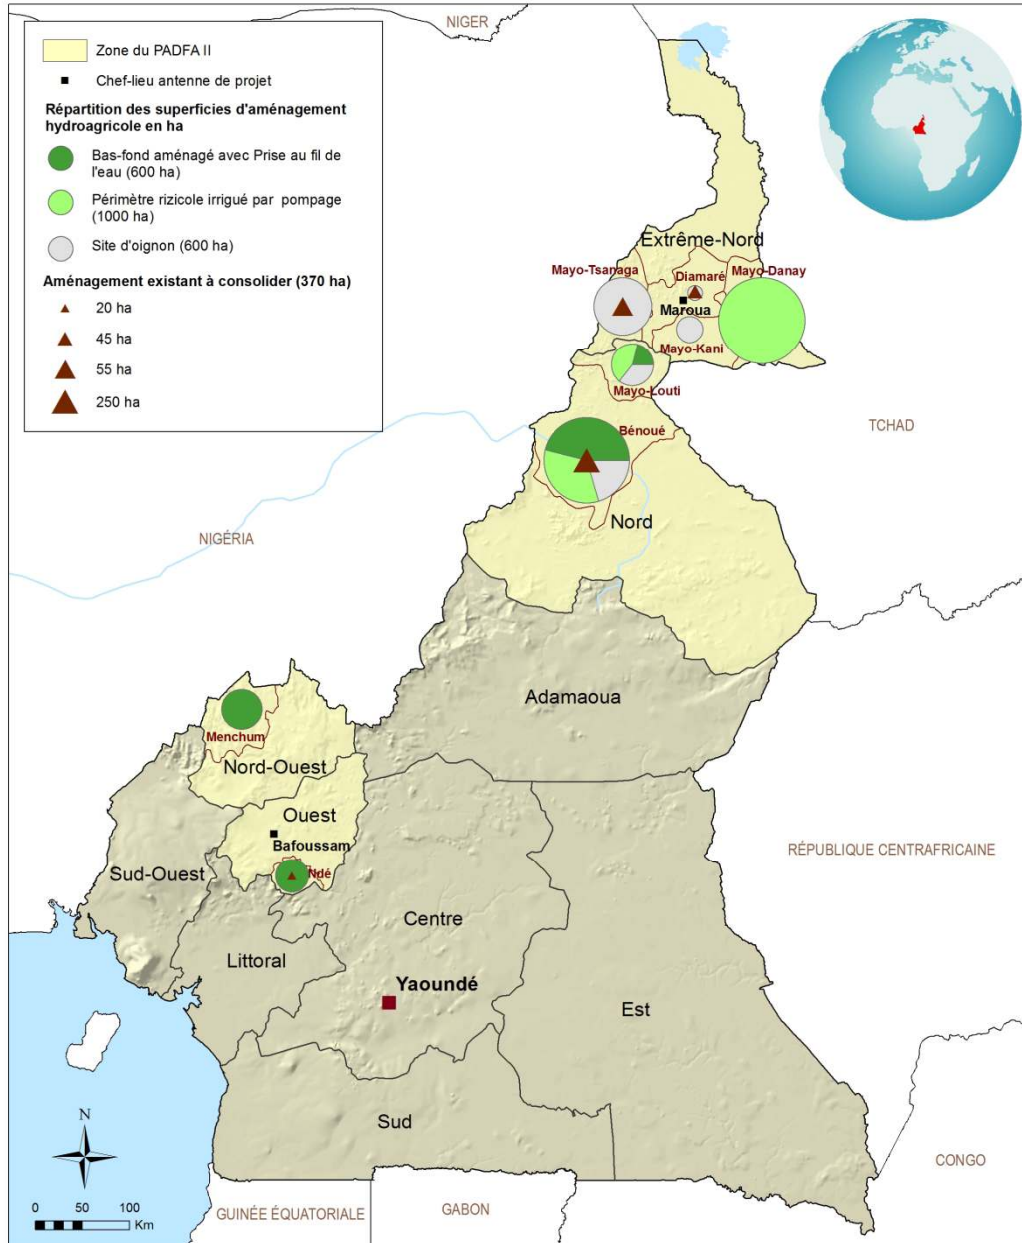 NIGER
Zone du PADFA II
Chef-lieu antenne de projet
Répartition des superficies d'aménagement
hydroagricole en ha
Bas-fond aménagé avec Prise au fil de
l'eau (600 ha)
Périmètre rizicole irrigué par pompage
(1000 ha)
Site d'oignon (600 ha)
Aménagement existant à consolider (370 ha)
20 ha
45 ha
55 ha
250 ha
Extrême-Nord
Mayo-Tsanaga
Diamaré
Mayo-Danay
Maroua
Mayo-Kani
Mayo-Louti
TCHAD
Bénoué
Nord
NIGÉRIA
Adamaoua
Menchum
Nord-Ouest
Ouest
Bafoussam
Ndé
Sud-Ouest
RÉPUBLIQUE CENTRAFRICAINE
Centre
Littoral
Yaoundé
Est
Sud
N
CONGO
0 50 100
Km
GUINÉE ÉQUATORIALE
GABON